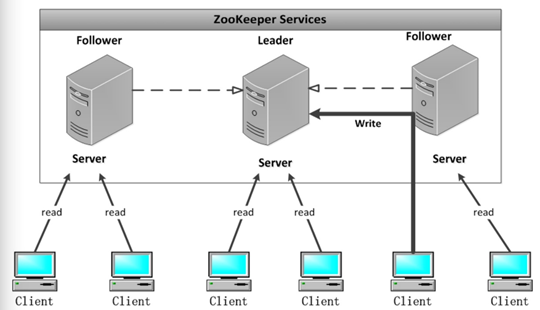 ZooKeeper Services
Follower
Leader
Follower
Write
Server
Server
Server
read
read
read
read
read
Client
Client
Client
Client
Client
Client